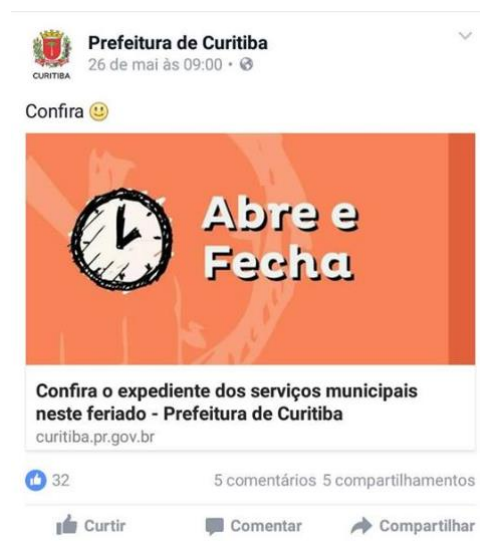 CURITIBA
Prefeitura de Curitiba
26 de mai às 09:00 •
Confira
Abre e
Fecha
Confira o expediente dos serviços municipais
neste feriado - Prefeitura de Curitiba
curitiba.pr.gov.br
32
5 comentários 5 compartilhamentos
Curtir Comentar Compartilhar